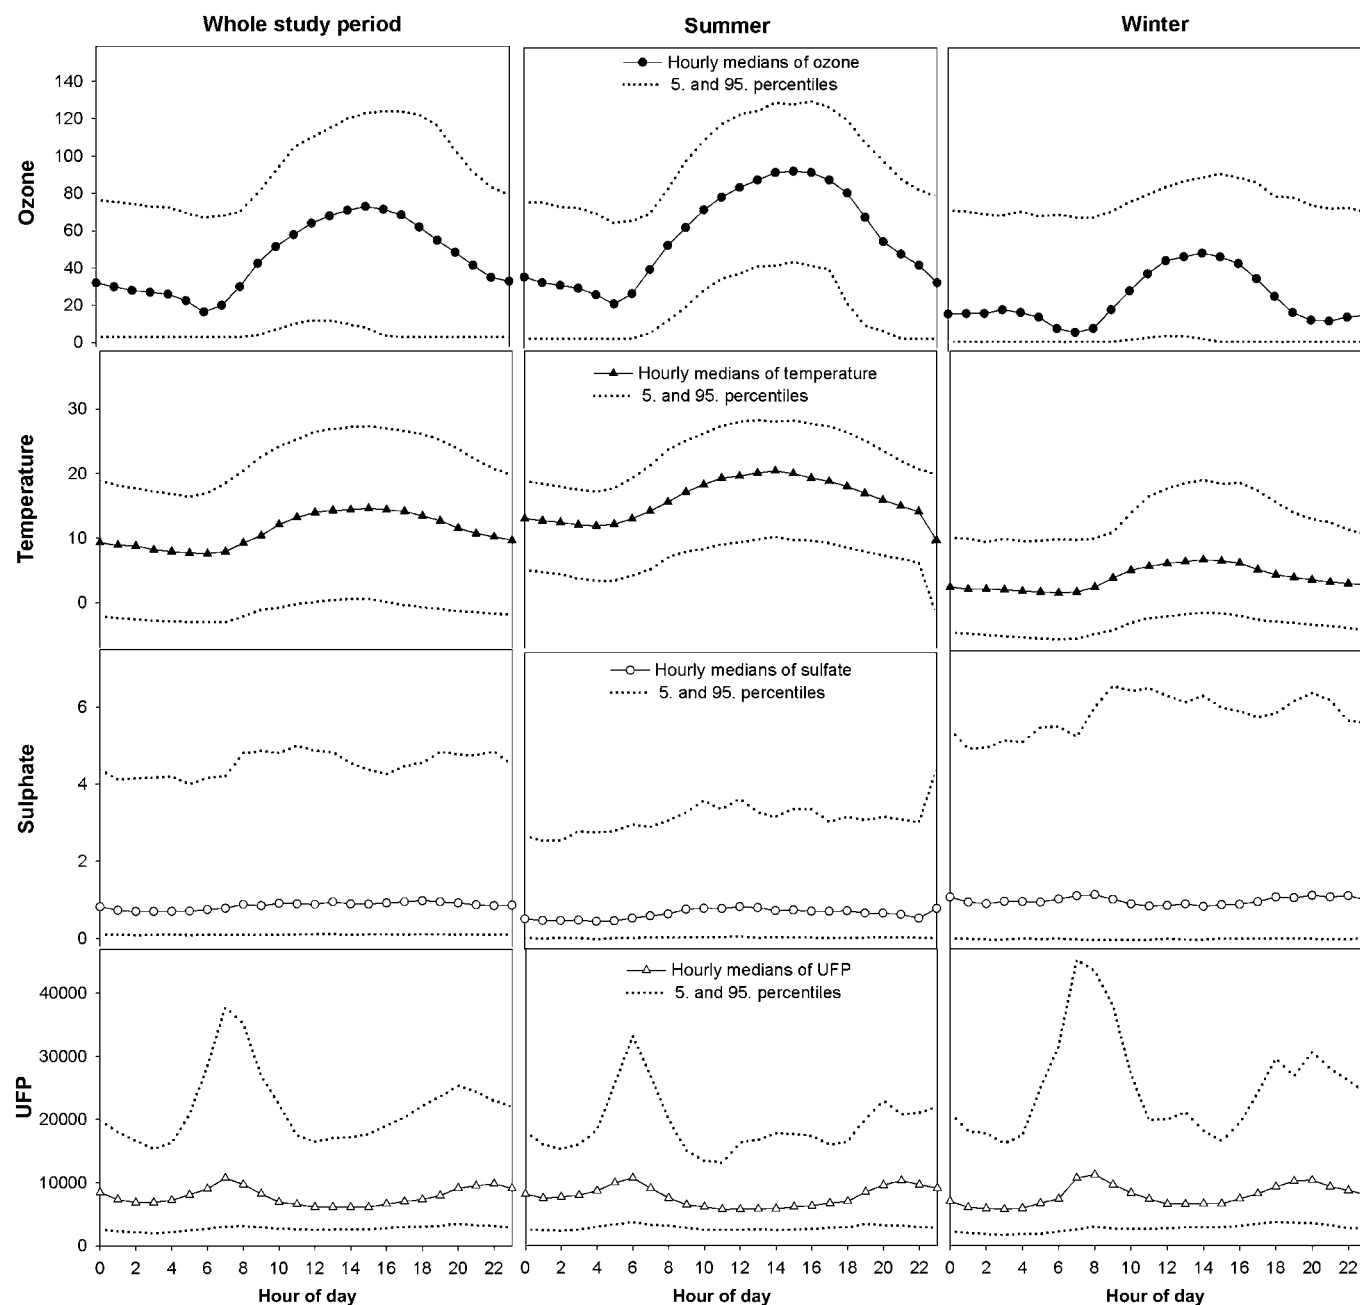 Whole study period
Summer
Winter
Ozone
140
120
100
80
60
40
20
0
Hourly medians of ozone
5. and 95. percentiles
Temperature
30
20
10
0
Hourly medians of temperature
5. and 95. percentiles
Sulphate
6
4
2
0
Hourly medians of sulfate
5. and 95. percentiles
UFP
40000
30000
20000
10000
0
Hourly medians of UFP
5. and 95. percentiles
0 2 4 6 8 10 12 14 16 18 20 22
0 2 4 6 8 10 12 14 16 18 20 22
0 2 4 6 8 10 12 14 16 18 20 22
Hour of day
Hour of day
Hour of day